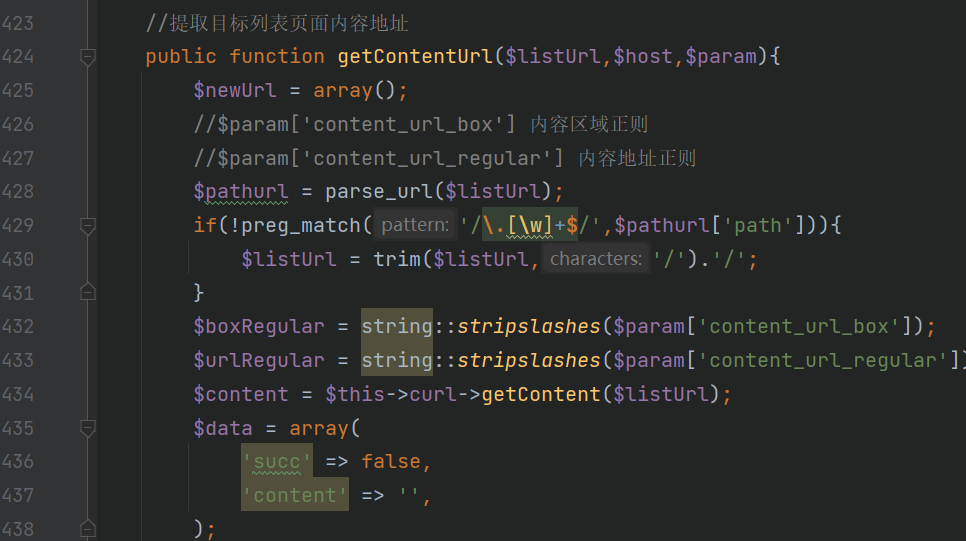 423 //提取目标列表页面内容地址
424 public function getContentUrl($listUrl,$host,$param){
425 $newUrl = array();
426 //$param['content_url_box'] 内容区域正则
427 //$param['content_url_regular'] 内容地址正则
428 $pathurl = parse_url($listUrl);
429 if(!preg_match( pattern: '/\.[\w]+$/',$pathurl['path'])){
430 $listUrl = trim($listUrl, characters: '/').'/';
431 }
432 $boxRegular = string::stripslashes($param['content_url_box']);
433 $urlRegular = string::stripslashes($param['content_url_regular'])
434 $content = $this->curl->getContent($listUrl);
435 $data = array(
436 'succ' => false,
437 'content' => '',
438 );